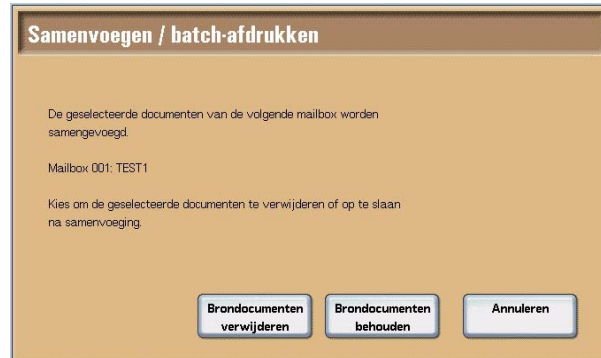 Samenvoegen / batch-afdrukken
De geselecteerde documenten van de volgende mailbox worden
samengevoegd.
Mailbox 001: TEST1
Kies om de geselecteerde documenten te verwijderen of op te slaan
na samenvoeging.
Brondocumenten
verwijderen
Brondocumenten
behouden
Annuleren